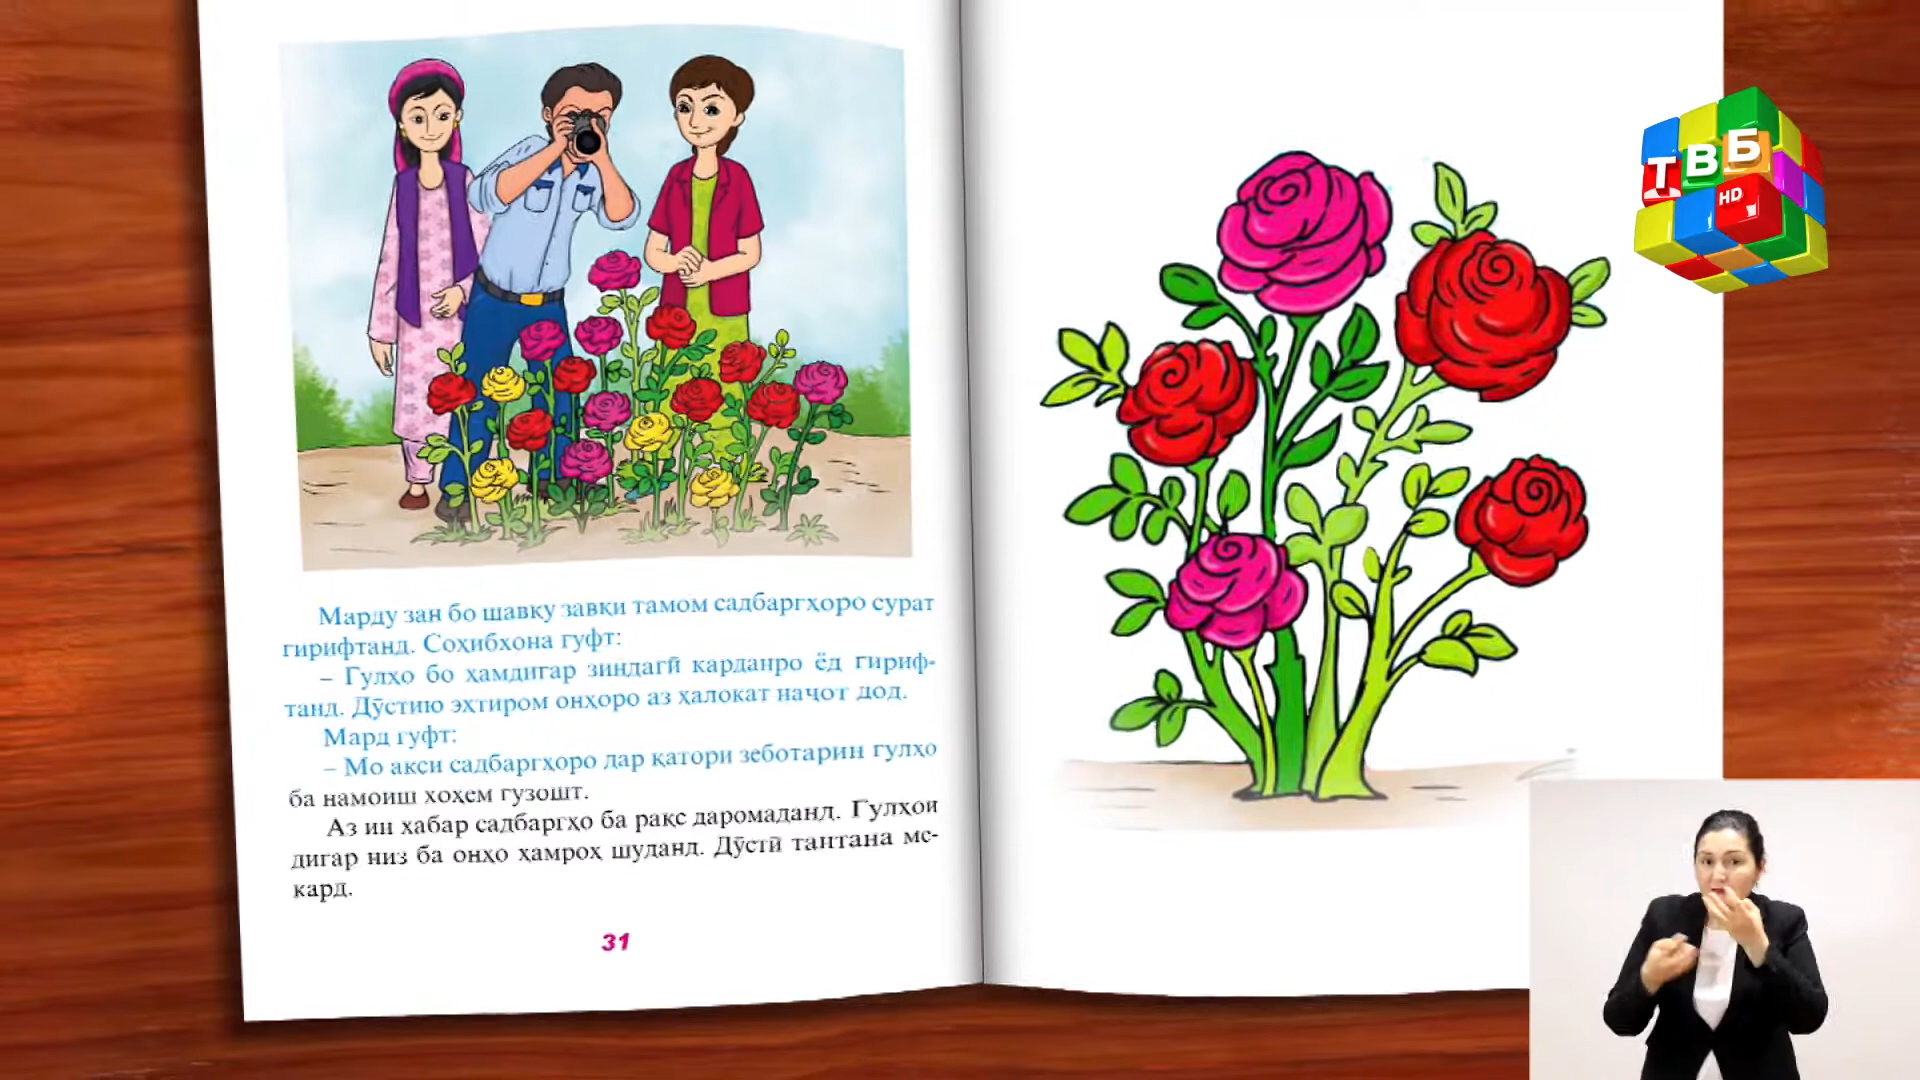 Марду зан бо шавқу завқи тамом садбаргҳоро сурат
гирифтанд. Соҳибхона гуфт:
– Гулҳо бо ҳамдигар зиндагӣ карданро ёд гириф-
танд. Дӯстию эҳтиром онҳоро аз ҳалокат наҷот дод.
Мард гуфт:
– Мо акси садбаргҳоро дар қатори зеботарин гулҳо
ба намоиш хоҳем гузошт.
Аз ин хабар садбаргҳо ба рақс даромаданд. Гулҳои
дигар низ ба онҳо ҳамроҳ шуданд. Дӯстӣ тантана ме-
кард.
31
ТВБ
HD